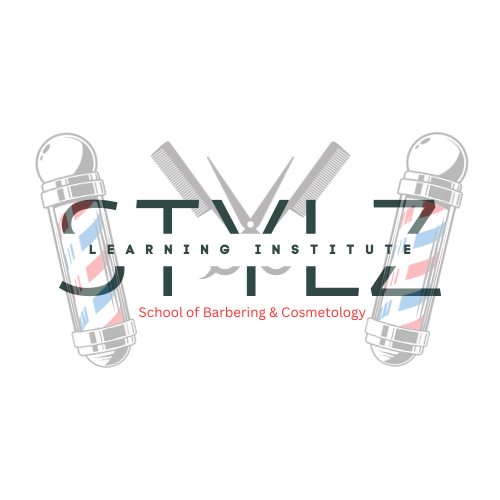 STYLZ
LEARNING INSTITUTE
School of Barbering & Cosmetology